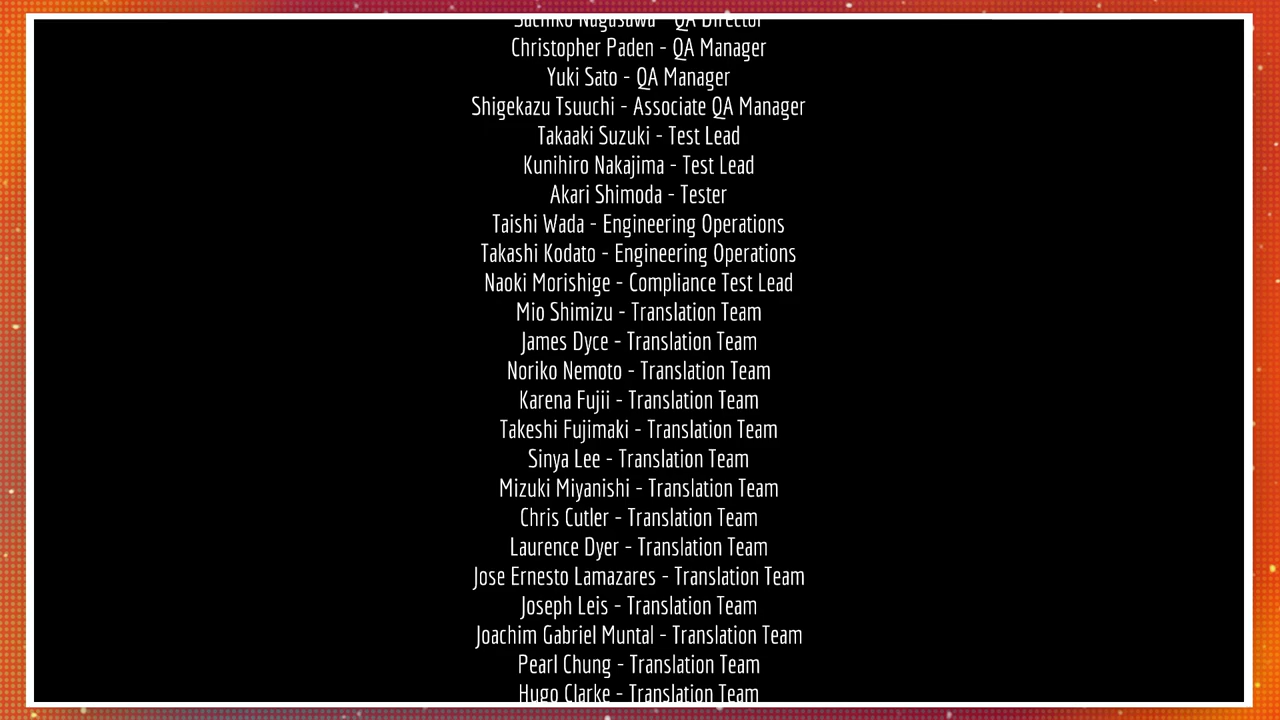 Sachiko Nagasawa - QA Director
Christopher Paden - QA Manager
Yuki Sato - QA Manager
Shigekazu Tsuuchi - Associate QA Manager
Takaaki Suzuki - Test Lead
Kunihiro Nakajima - Test Lead
Akari Shimoda - Tester
Taishi Wada - Engineering Operations
Takashi Kodato - Engineering Operations
Naoki Morishige - Compliance Test Lead
Mio Shimizu - Translation Team
James Dyce - Translation Team
Noriko Nemoto - Translation Team
Karena Fujii - Translation Team
Takeshi Fujimaki - Translation Team
Sinya Lee - Translation Team
Mizuki Miyanishi - Translation Team
Chris Cutler - Translation Team
Laurence Dyer - Translation Team
Jose Ernesto Lamazares - Translation Team
Joseph Leis - Translation Team
Joachim Gabriel Muntal - Translation Team
Pearl Chung - Translation Team
Hugo Clarke - Translation Team